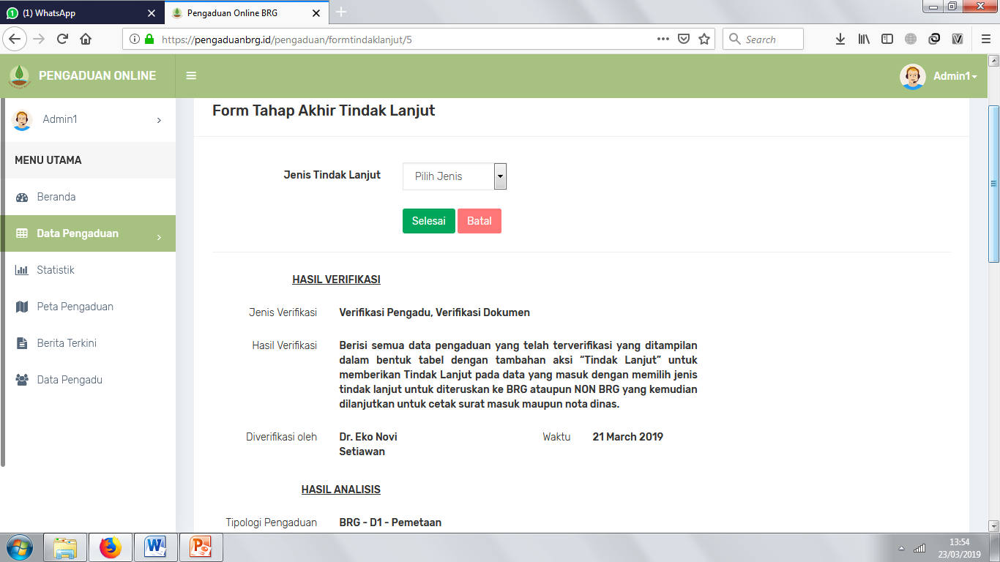 (1) WhatsApp
Pengaduan Online BRG
https://pengaduanbrg.id/pengaduan/formtindaklanjut/5
Search
PENGADUAN ONLINE
Admin1
Admin1
MENU UTAMA
Beranda
Data Pengaduan
Statistik
Peta Pengaduan
Berita Terkini
Data Pengadu
Form Tahap Akhir Tindak Lanjut
Jenis Tindak Lanjut Pilih Jenis
Selesai Batal
HASIL VERIFIKASI
Jenis Verifikasi Verifikasi Pengadu, Verifikasi Dokumen
Hasil Verifikasi Berisi semua data pengaduan yang telah terverifikasi yang ditampilan
dalam bentuk tabel dengan tambahan aksi “Tindak Lanjut” untuk
memberikan Tindak Lanjut pada data yang masuk dengan memilih jenis
tindak lanjut untuk diteruskan ke BRG ataupun NON BRG yang kemudian
dilanjutkan untuk cetak surat masuk maupun nota dinas.
Diverifikasi oleh Dr. Eko Novi Waktu 21 March 2019
Setiawan
HASIL ANALISIS
Tipologi Pengaduan BRG - D1 - Pemetaan
13:54
23/03/2019